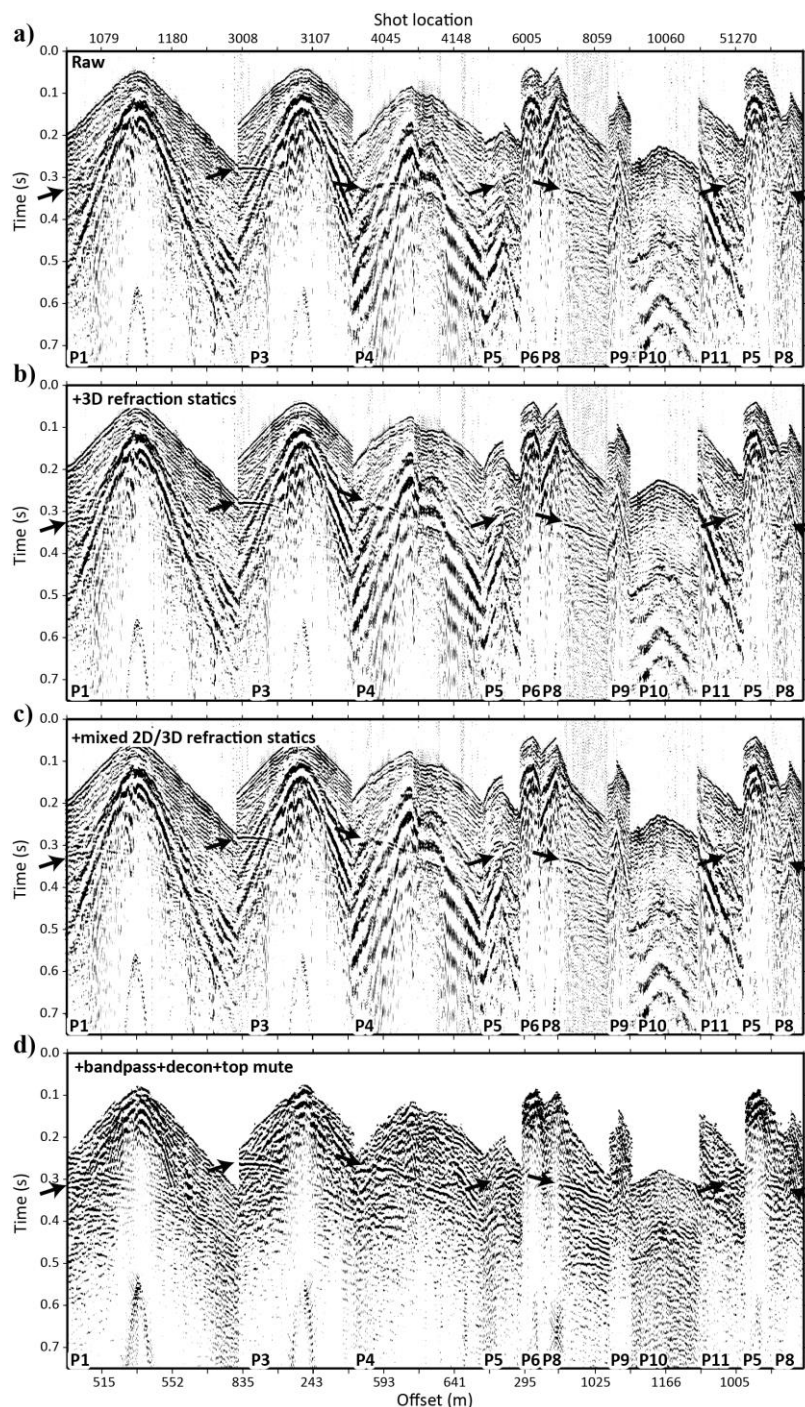 Shot location
1079 1180 3008 3107 4045 4148 6005 8059 10060 51270
a)
Raw
0.0
0.1
0.2
0.3
0.4
0.5
0.6
0.7
Time (s)
P1 P3 P4 P5 P6 P8 P9 P10 P11 P5 P8
b)
+3D refraction statics
0.1
0.2
0.3
0.4
0.5
0.6
0.7
Time (s)
P1 P3 P4 P5 P6 P8 P9 P10 P11 P5 P8
c)
+mixed 2D/3D refraction statics
0.1
0.2
0.3
0.4
0.5
0.6
0.7
Time (s)
P1 P3 P4 P5 P6 P8 P9 P10 P11 P5 P8
d)
+bandpass+decon+top mute
0.0
0.1
0.2
0.3
0.4
0.5
0.6
0.7
Time (s)
P1 P3 P4 P5 P6 P8 P9 P10 P11 P5 P8
515 552 835 243 593 641 295 1025 1166 1005
Offset (m)